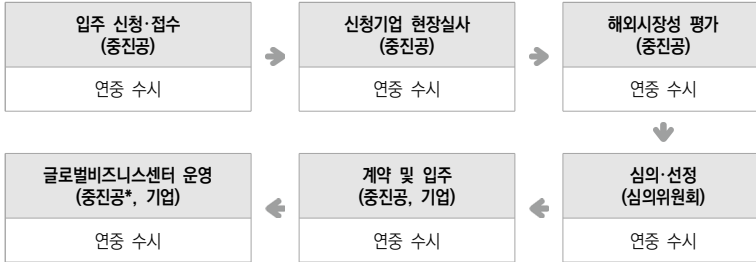 입주 신청·접수
(중진공)
연중 수시
신청기업 현장실사
(중진공)
연중 수시
해외시장성 평가
(중진공)
연중 수시
심의·선정
(심의위원회)
연중 수시
계약 및 입주
(중진공, 기업)
연중 수시
글로벌비즈니스센터 운영
(중진공*, 기업)
연중 수시